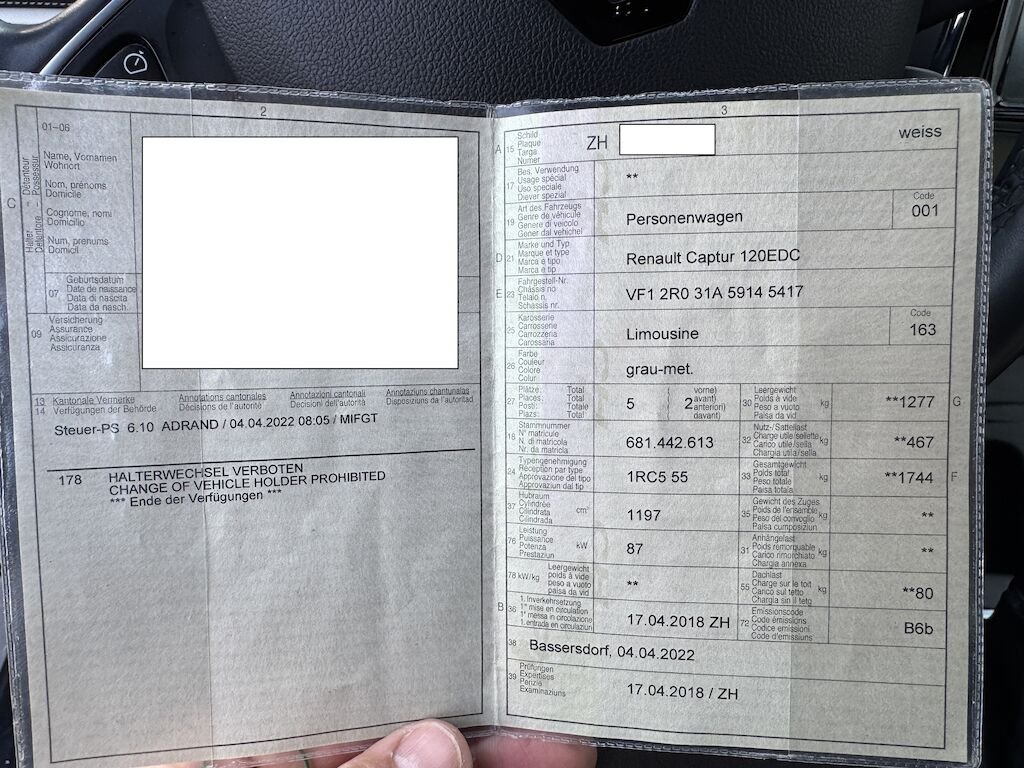 2
01–06
C
Halter - Détenteur
Détenteur - Possessur
Name, Vornamen
Wohnort
Nom, prénoms
Domicile
Cognome, nomi
Domicilio
Num, prenums
Domicil
07
Geburtsdatum
Date de naissance
Data di nascita
Data da nasch.
09
Versicherung
Assurance
Assicurazione
Assicuranza
13
14
Kantonale Vermerke
Verfügungen der Behörde
Annotations cantonales
Décisions de l'autorité
Annotazioni cantonali
Decisioni dell'autorità
Annotaziuns chantunalas
Disposiziuns da l'autoritad
Steuer-PS 6.10 ADRAND / 04.04.2022 08:05 / MIFGT
178 HALTERWECHSEL VERBOTEN
CHANGE OF VEHICLE HOLDER PROHIBITED
*** Ende der Verfügungen ***
3
A 15
Schild
Plaque
Targa
Numer
ZH
weiss
17
Bes. Verwendung
Usage spécial
Uso speciale
Diever spezial
**
19
Art des Fahrzeugs
Genre de véhicule
Genere di veicolo
Gener dal vehichel
Personenwagen
Code
001
D 21
Marke und Typ
Marque et type
Marca e tipo
Marca e tip
Renault Captur 120EDC
E 23
Fahrgestell-Nr.
Châssis no
Telaio n.
Schassis nr.
VF1 2R0 31A 5914 5417
25
Karosserie
Carrosserie
Carrozzeria
Carossaria
Limousine
Code
163
26
Farbe
Couleur
Colore
Colur
grau-met.
27
Plätze: Total
Places: Total
Posti: Totale
Plazs: Total
5
2
vorne)
avant)
anteriori)
davant)
30
Leergewicht
Poids à vide
Peso a vuoto
Paisa da vid
kg
**1277
G
18
Stammnummer
N° matricule
N. di matricola
Nr. da matricla
681.442.613
32
Nutz-/Sattellast
Charge utile/sellette
Carico utile/sella
Chargia utila/sella
kg
**467
24
Typengenehmigung
Réception par type
Approvazione del tipo
Approvaziun dal tip
1RC5 55
33
Gesamtgewicht
Poids total
Peso totale
Paisa totala
kg
**1744
F
37
Hubraum
Cylindrée
Cilindrata
Cilindrada
cm³
1197
35
Gewicht des Zuges
Poids de l'ensemble
Peso del convoglio
Paisa cumposiziun
kg
**
76
Leistung
Puissance
Potenza
Prestaziun
kW
87
31
Anhängelast
Poids remorquable
Carico rimorchiato
Chargia annexa
kg
**
78 kW/kg
Leergewicht
poids à vide
peso a vuoto
paisa da vid
**
55
Dachlast
Charge sur le toit
Carico sul tetto
Chargia sin il tetg
kg
**80
B 36
1. Inverkehrsetzung
1re mise en circulation
1a messa in circolazione
1. entrada en circulaziun
17.04.2018 ZH
72
Emissionscode
Code émissions
Codice emissioni
Code d'emissiuns
B6b
38
Bassersdorf, 04.04.2022
39
Prüfungen
Expertises
Perizie
Examinaziuns
17.04.2018 / ZH